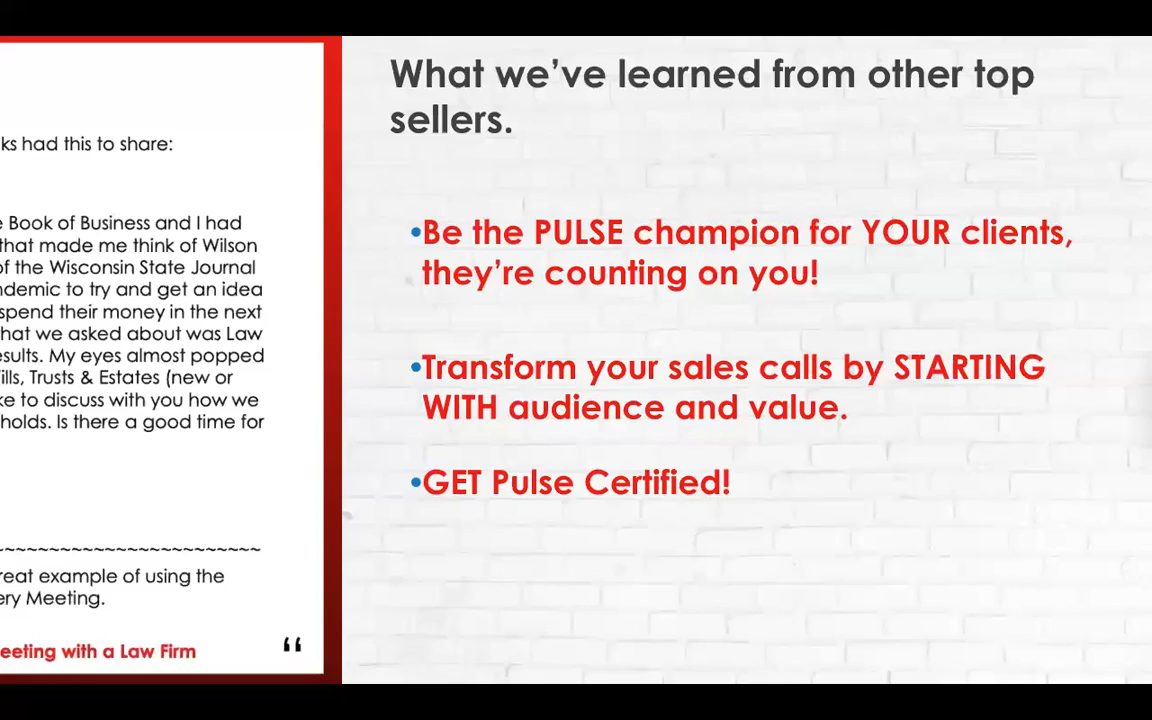 ks had this to share:
Book of Business and I had
that made me think of Wilson
of the Wisconsin State Journal
ndemic to try and get an idea
spend their money in the next
hat we asked about was Law
esults. My eyes almost popped
ills, Trusts & Estates (new or
ke to discuss with you how we
holds. Is there a good time for
~~~~~~~~~~~~~~~~~~~~~~~~
reat example of using the
ery Meeting.
eeting with a Law Firm
“
What we’ve learned from other top
sellers.
•Be the PULSE champion for YOUR clients,
they’re counting on you!
•Transform your sales calls by STARTING
WITH audience and value.
•GET Pulse Certified!